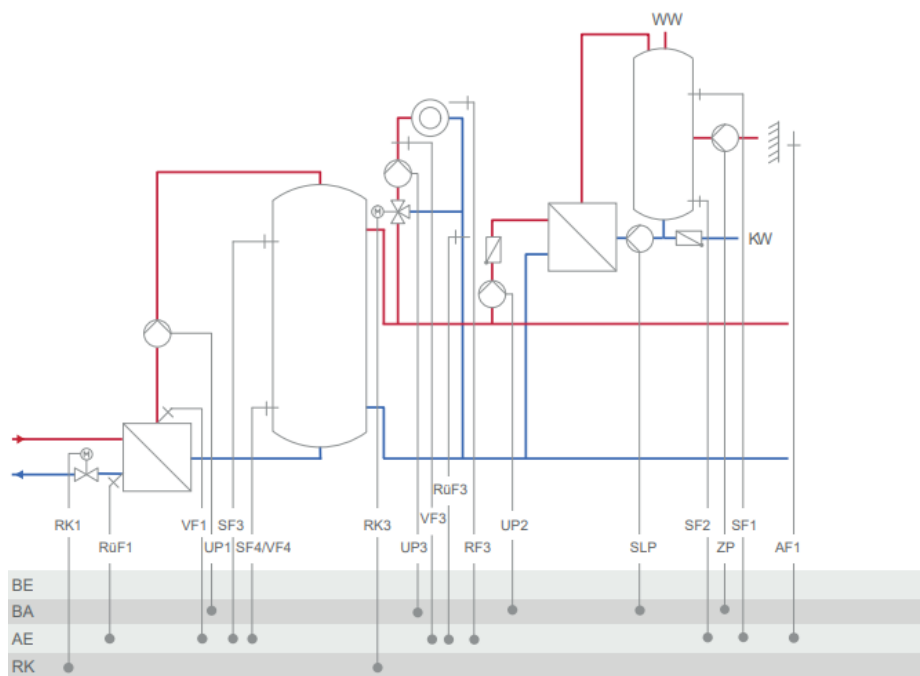 WW
KW
M
M
RüF3
RK1
VF1
SF3
RK3
VF3
UP2
SF2
SF1
RüF1
UP1
SF4/VF4
UP3
RF3
SLP
ZP
AF1
BE
BA
AE
RK